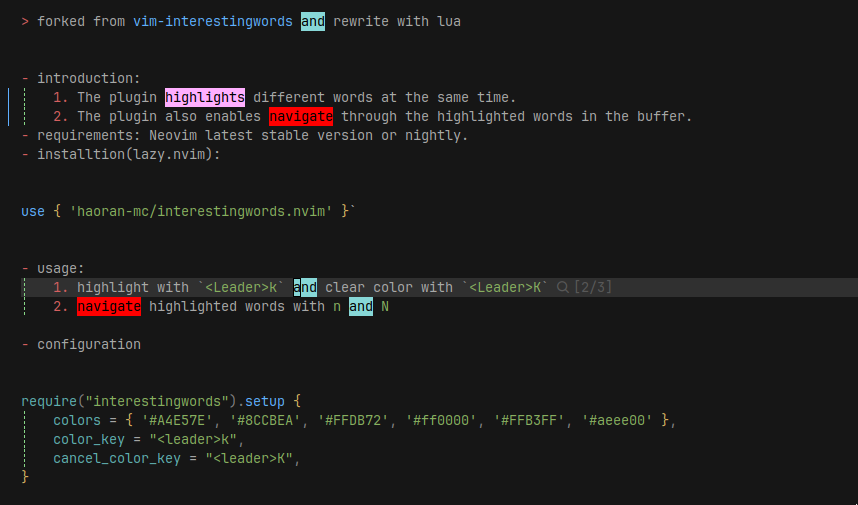 > forked from vim-interestingwords and rewrite with lua
- introduction:
1. The plugin highlights different words at the same time.
2. The plugin also enables navigate through the highlighted words in the buffer.
- requirements: Neovim latest stable version or nightly.
- installtion(lazy.nvim):
use { 'haoran-mc/interestingwords.nvim' }`
- usage:
1. highlight with `<Leader>k` and clear color with `<Leader>K` [2/3]
2. navigate highlighted words with n and N
- configuration
require("interestingwords").setup {
colors = { '#A4E57E', '#8CCBEA', '#FFDB72', '#ff0000', '#FFB3FF', '#aeee00' },
color_key = "<leader>k",
cancel_color_key = "<leader>K",
}